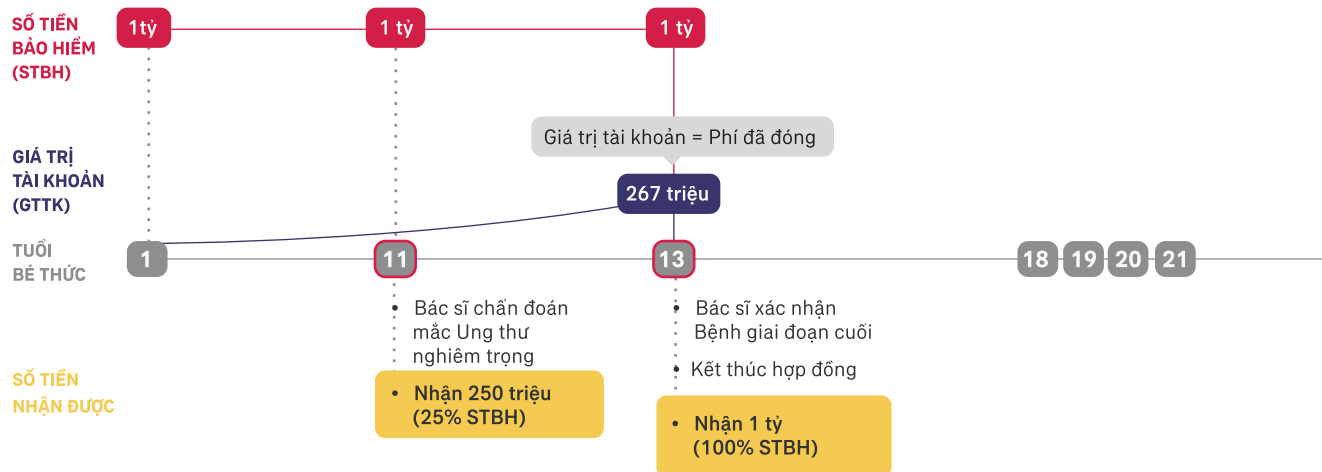 SỐ TIỀN
BẢO HIỂM
(STBH)
1tỷ
1 tỷ
1 tỷ
Giá trị tài khoản = Phí đã đóng
GIÁ TRỊ
TÀI KHOẢN
(GTTK)
267 triệu
TUỔI
BÉ THỨC
1
11
13
18
19
20
21
• Bác sĩ chẩn đoán
mắc Ung thư
nghiêm trọng
• Bác sĩ xác nhận
Bệnh giai đoạn cuối
• Kết thúc hợp đồng
SỐ TIỀN
NHẬN ĐƯỢC
• Nhận 250 triệu
(25% STBH)
• Nhận 1 tỷ
(100% STBH)